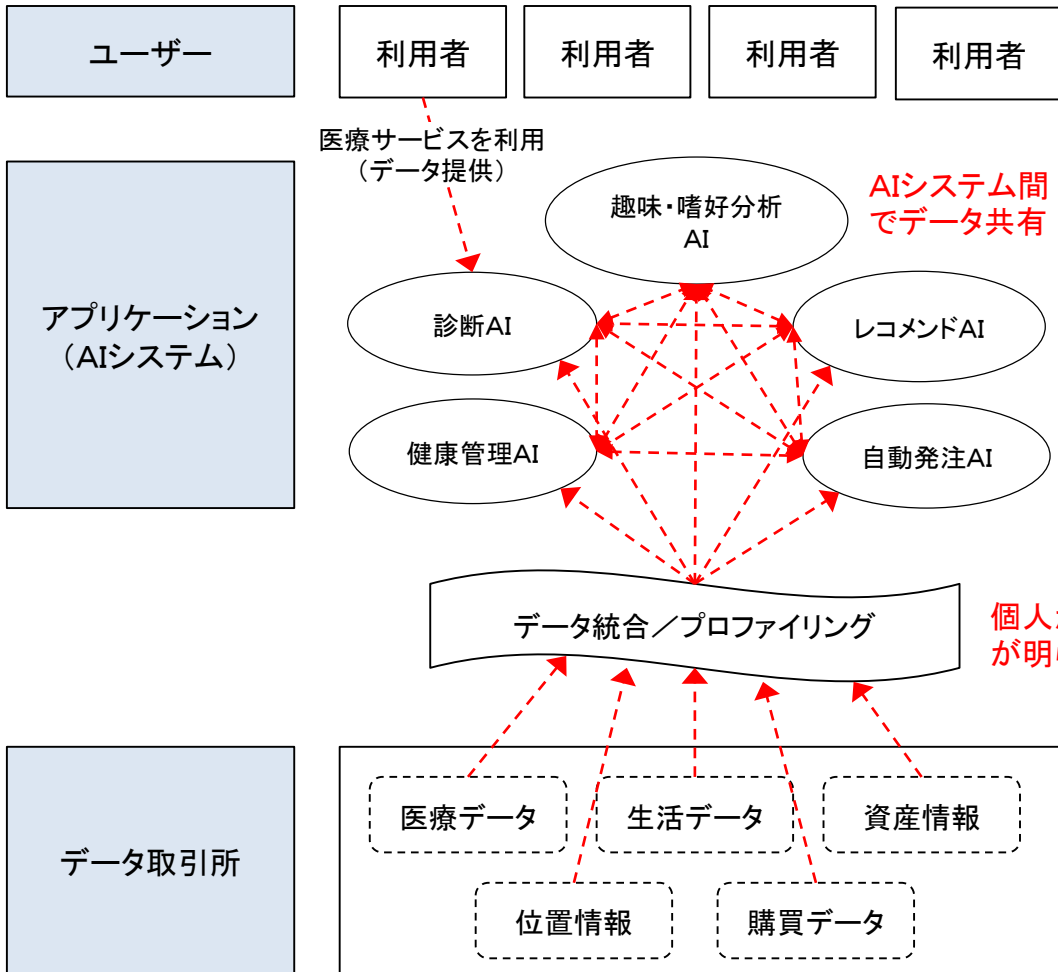 ユーザー
利用者
利用者
利用者
利用者
医療サービスを利用
（データ提供）
アプリケーション
（AIシステム）
趣味・嗜好分析
AI
AIシステム間
でデータ共有
診断AI
レコメンドAI
健康管理AI
自動発注AI
データ統合／プロファイリング
個人
が明
データ取引所
医療データ
生活データ
資産情報
位置情報
購買データ